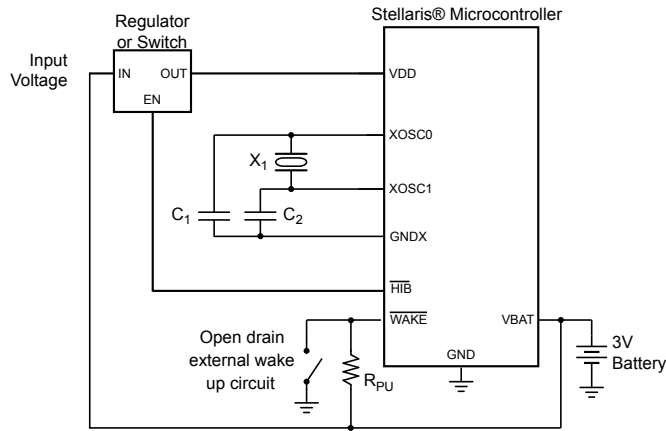 Stellaris® Microcontroller
Regulator
or Switch
Input
Voltage
IN
OUT
EN
VDD
XOSC0
X1
XOSC1
C1
C2
GNDX
HIB
WAKE
VBAT
Open drain
external wake
up circuit
RPU
GND
3V
Battery